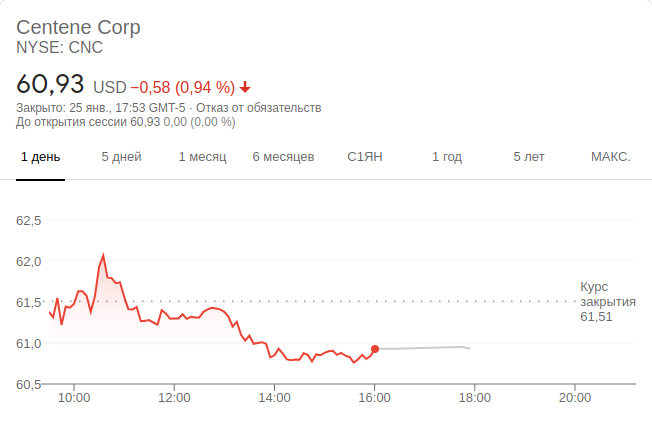 Centene Corp
NYSE: CNC
60,93 USD −0,58 (0,94 %)
Закрыто: 25 янв., 17:53 GMT-5 · Отказ от обязательств
До открытия сессии 60,93 0,00 (0,00 %)
1 день 5 дней 1 месяц 6 месяцев С1ЯН 1 год 5 лет МАКС.
62,5
62,0
61,5
61,0
60,5
Курс
закрытия
61,51
10:00 12:00 14:00 16:00 18:00 20:00